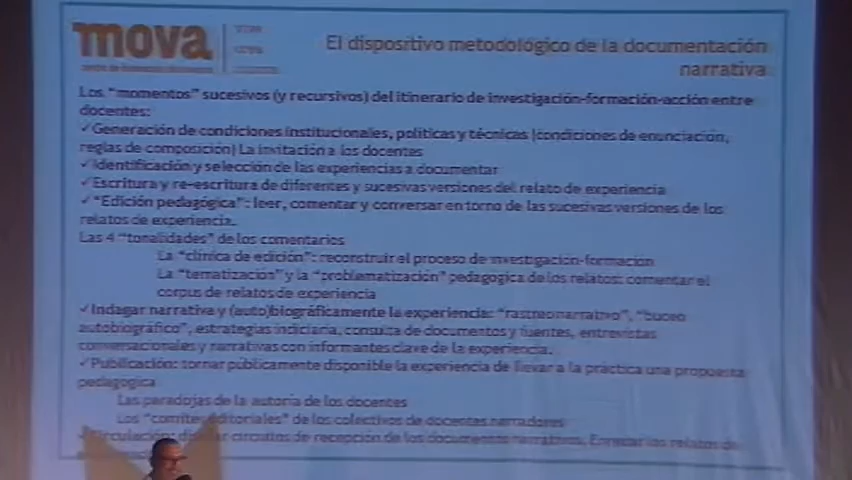 mova
El dispositivo metodológico de la documentación
narrativa
Los "momentos" sucesivos (y recursivos) del itinerario de investigación-formación-acción entre
docentes:
✓Generación de condiciones institucionales, políticas y técnicas (condiciones de enunciación,
reglas de composición) La invitación a los docentes
✓Identificación y selección de las experiencias a documentar
✓Escritura y re-escritura de diferentes y sucesivas versiones del relato de experiencia
✓"Edición pedagógica": leer, comentar y conversar en torno de las sucesivas versiones de los
relatos de experiencia.
Las 4 "tonalidades" de los comentarios
La "clínica de edición": reconstruir el proceso de investigación-formación
La "tematización" y la "problematización" pedagógica de los relatos: comentar el
corpus de relatos de experiencia
✓Indagar narrativa y (auto)biográficamente la experiencia: "rastreo narrativo", "buceo
autobiográfico", estrategias indiciaria, consulta de documentos y fuentes, entrevistas
conversacionales y narrativas con informantes clave de la experiencia.
✓Publicación: tornar públicamente disponible la experiencia de llevar a la práctica una propuesta
pedagógica
Las paradojas de la autoría de los docentes
Los "comités editoriales" de los colectivos de docentes narradores
circuitos de recepción de los documentos narrativos. Enredar los relatos de